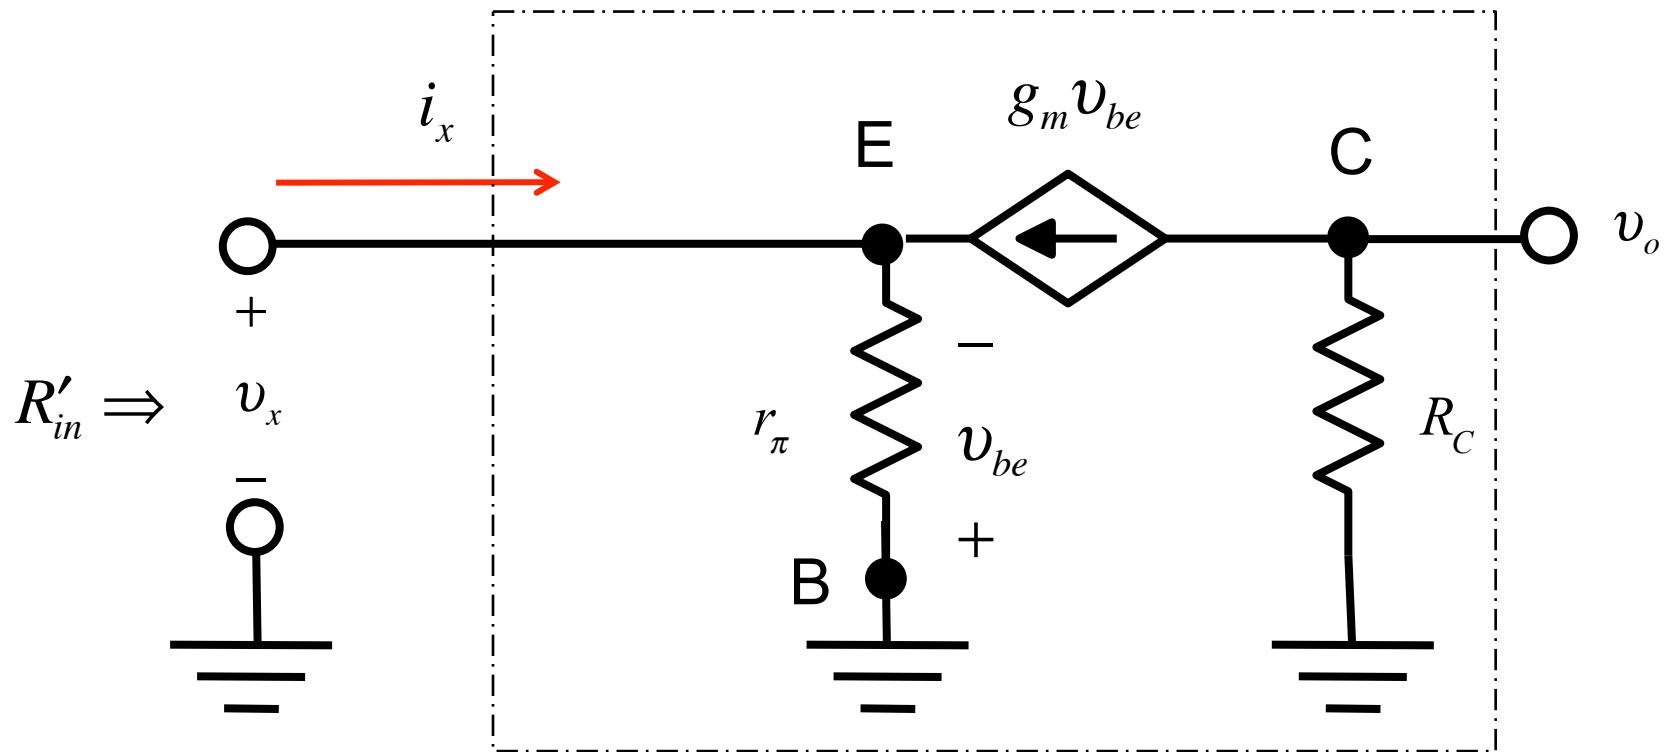 i_x
g_m υ_be
E
C
υ_o
+
υ_x
−
R′_in ⇒
r_π
−
υ_be
+
R_C
B